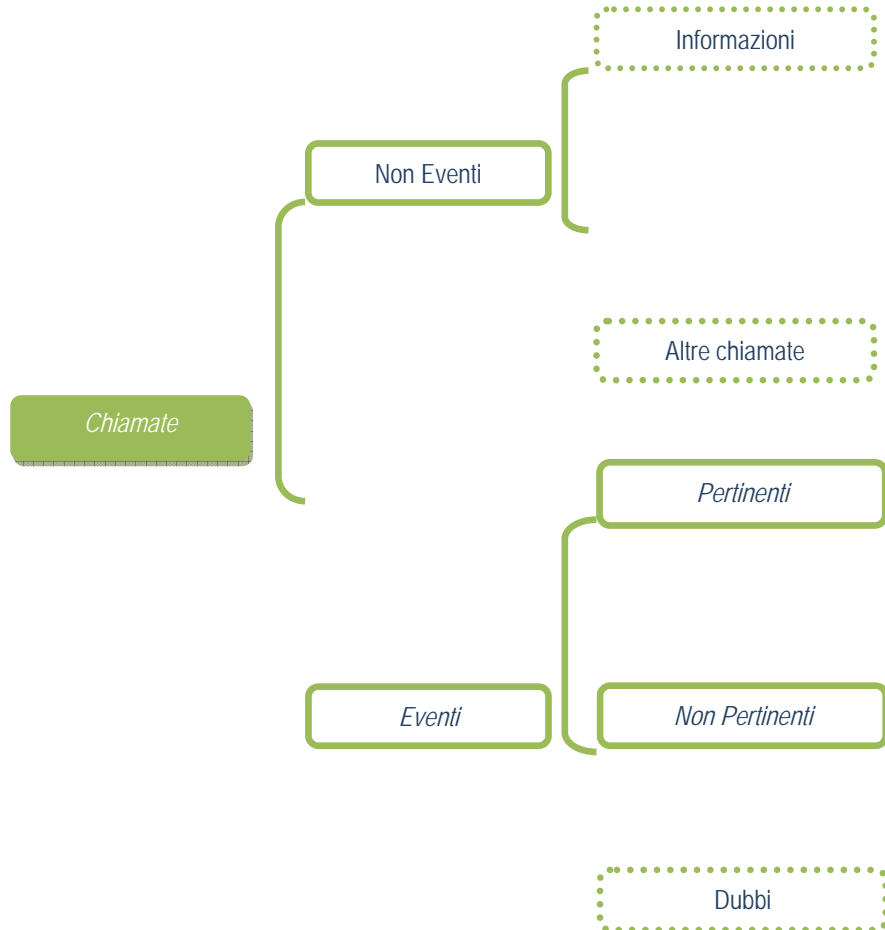 Informazioni
Non Eventi
Altre chiamate
Chiamate
Pertinenti
Eventi
Non Pertinenti
Dubbi